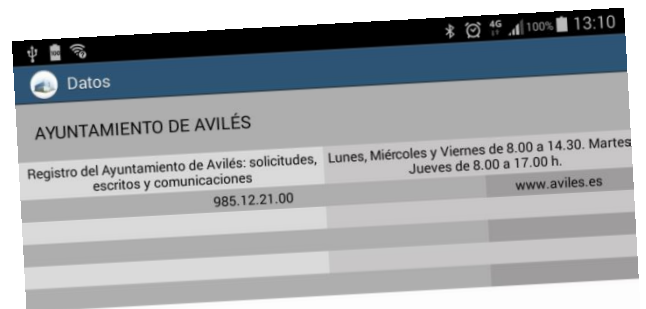 4G 100% 13:10
Datos
AYUNTAMIENTO DE AVILÉS
Registro del Ayuntamiento de Avilés: solicitudes,
escritos y comunicaciones
Lunes, Miércoles y Viernes de 8.00 a 14.30. Martes
Jueves de 8.00 a 17.00 h.
985.12.21.00
www.aviles.es